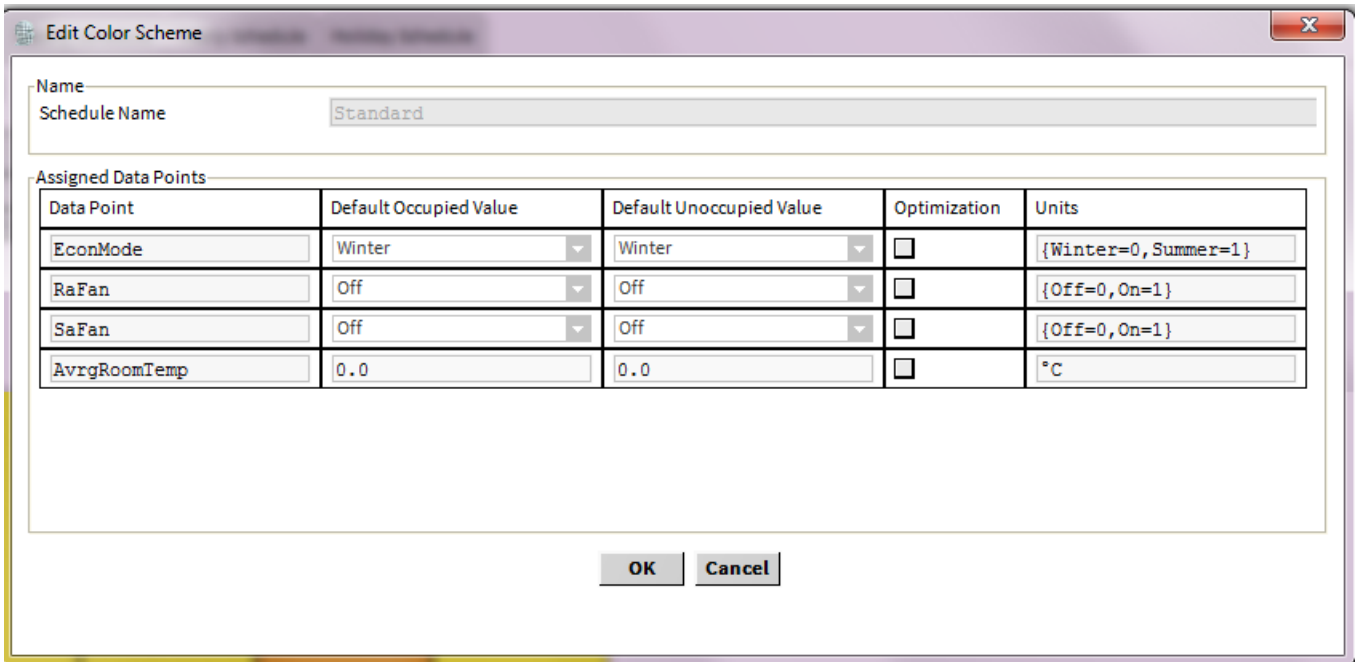 Edit Color Scheme
Name
Schedule Name Standard
Assigned Data Points
Data Point Default Occupied Value Default Unoccupied Value Optimization Units
EconMode Winter Winter {Winter=0,Summer=1}
RaFan Off Off {Off=0,On=1}
SaFan Off Off {Off=0,On=1}
AvrgRoomTemp 0.0 0.0 °C
OK Cancel